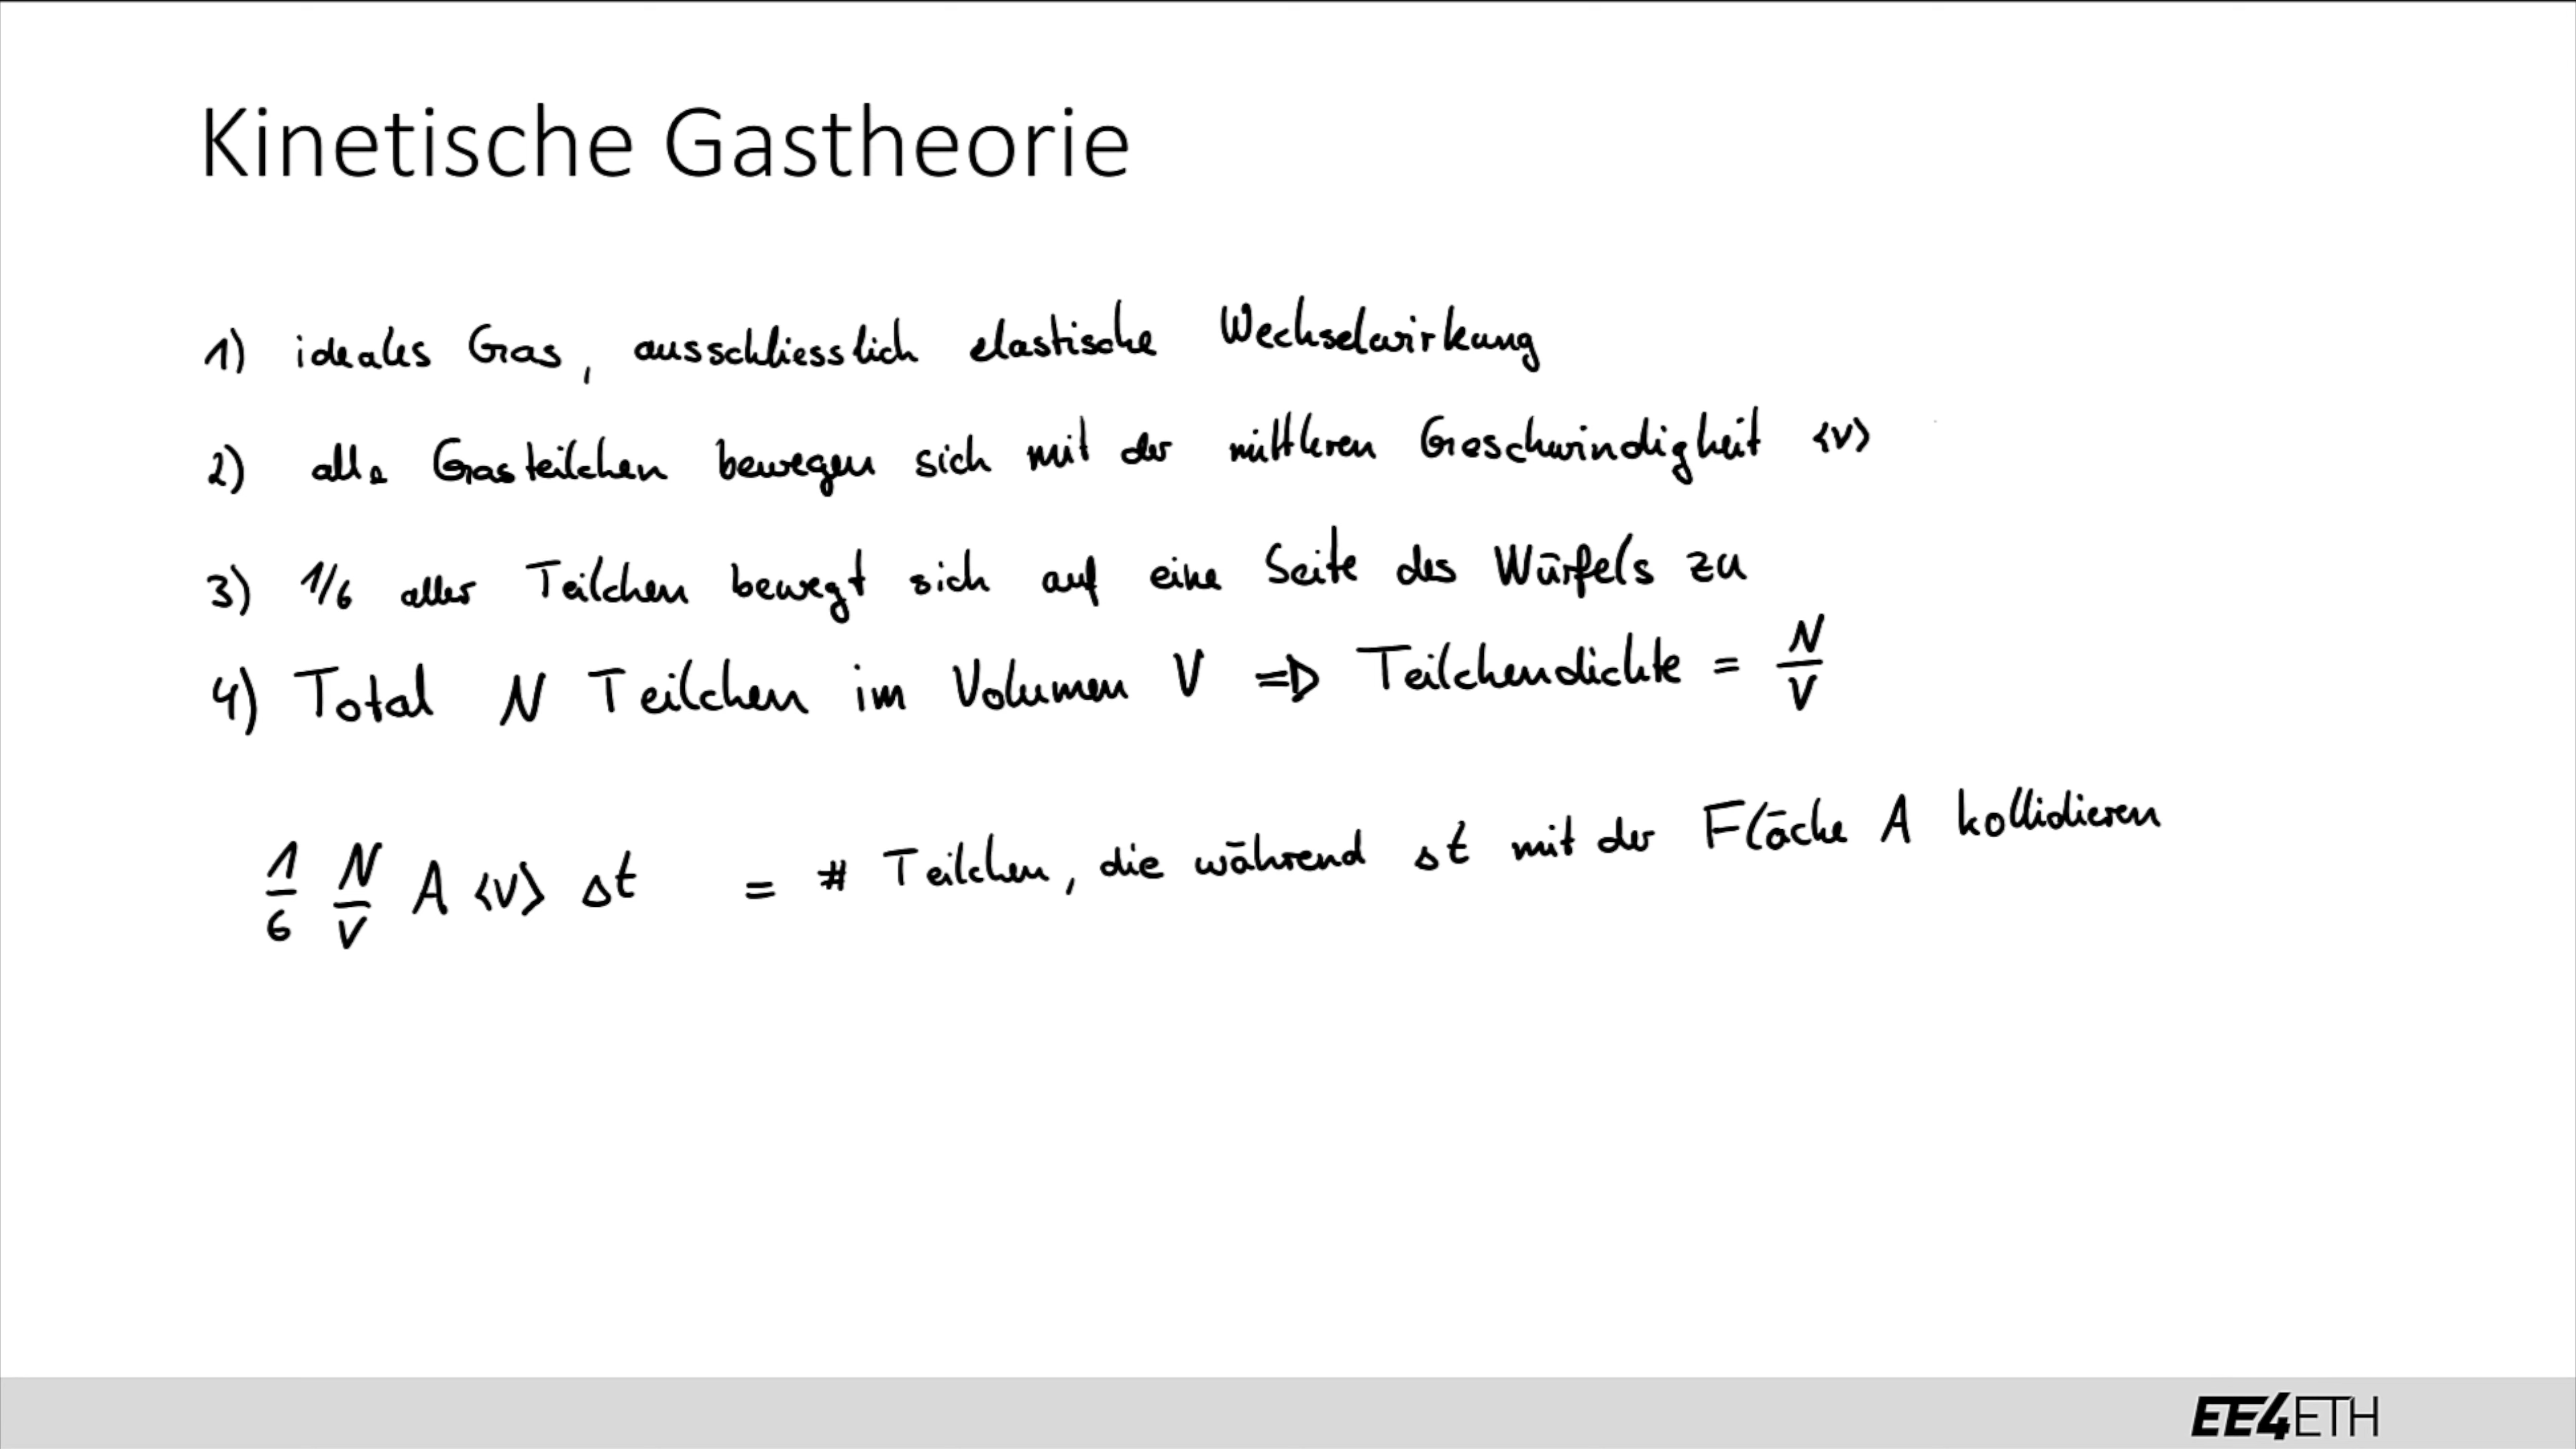 Kinetische Gastheorie
1) ideales Gas, ausschliesslich elastische Wechselwirkung
2) alle Gasteilchen bewegen sich mit der mittleren Geschwindigkeit <v>
3) 1/6 aller Teilchen bewegt sich auf eine Seite des Würfels zu
4) Total N Teilchen im Volumen V => Teilchendichte = N/V
1/6 N/V A <v> Δt = # Teilchen, die während Δt mit der Fläche A kollidieren
EE4ETH